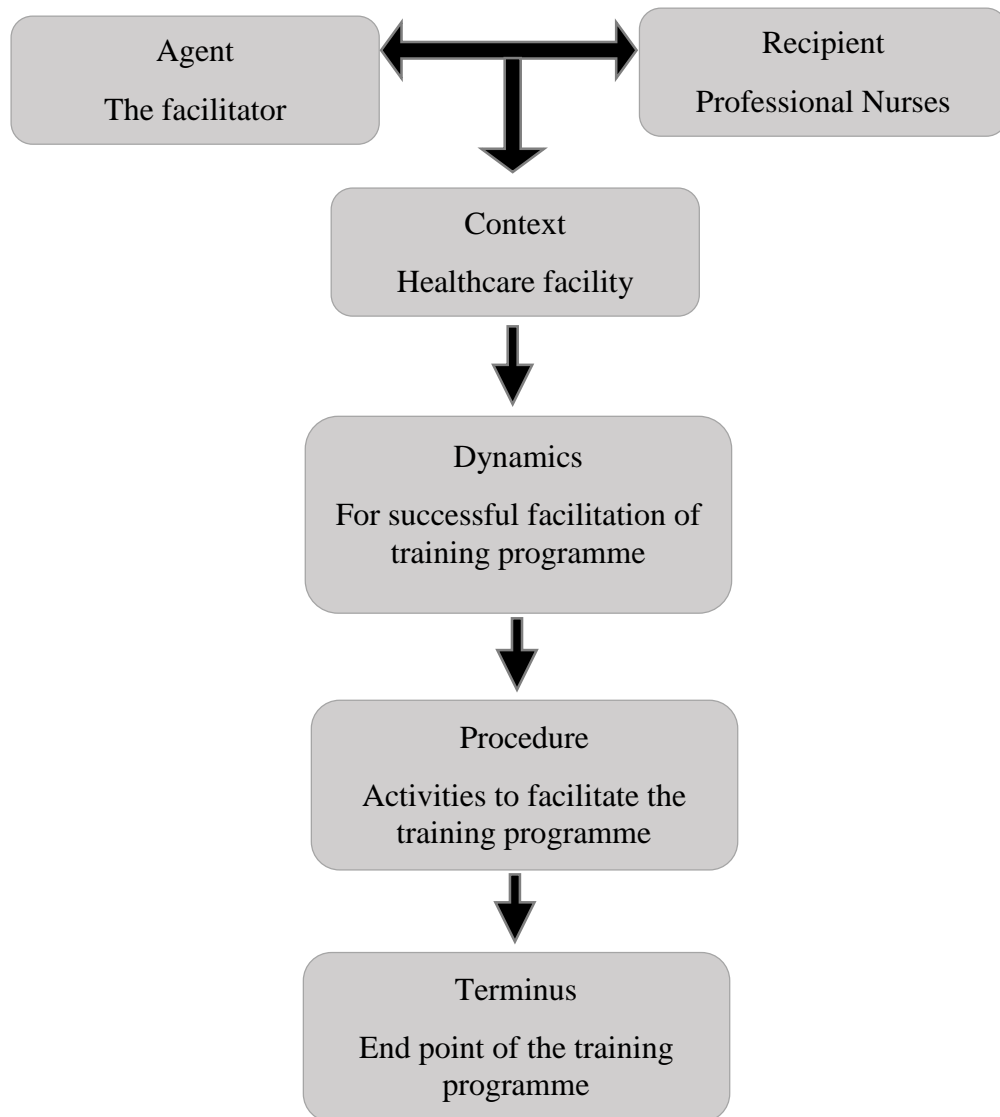 Agent
The facilitator
Recipient
Professional Nurses
Context
Healthcare facility
Dynamics
For successful facilitation of
training programme
Procedure
Activities to facilitate the
training programme
Terminus
End point of the training
programme